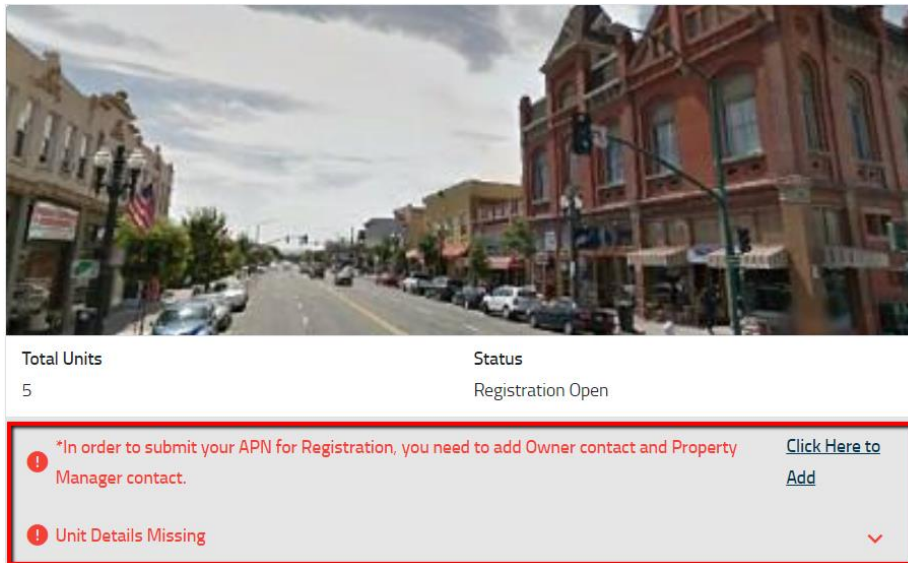 Total Units
Status
5
Registration Open
*In order to submit your APN for Registration, you need to add Owner contact and Property
Manager contact.
Click Here to
Add
Unit Details Missing